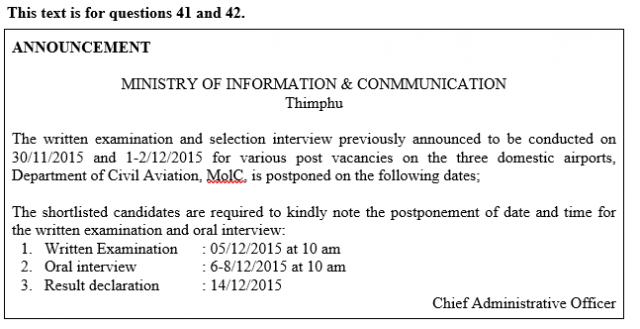 This text is for questions 41 and 42.
ANNOUNCEMENT
MINISTRY OF INFORMATION & CONMMUNICATION
Thimphu
The written examination and selection interview previously announced to be conducted on
30/11/2015 and 1-2/12/2015 for various post vacancies on the three domestic airports,
Department of Civil Aviation, MoIC, is postponed on the following dates;
The shortlisted candidates are required to kindly note the postponement of date and time for
the written examination and oral interview:
1. Written Examination : 05/12/2015 at 10 am
2. Oral interview : 6-8/12/2015 at 10 am
3. Result declaration : 14/12/2015
Chief Administrative Officer